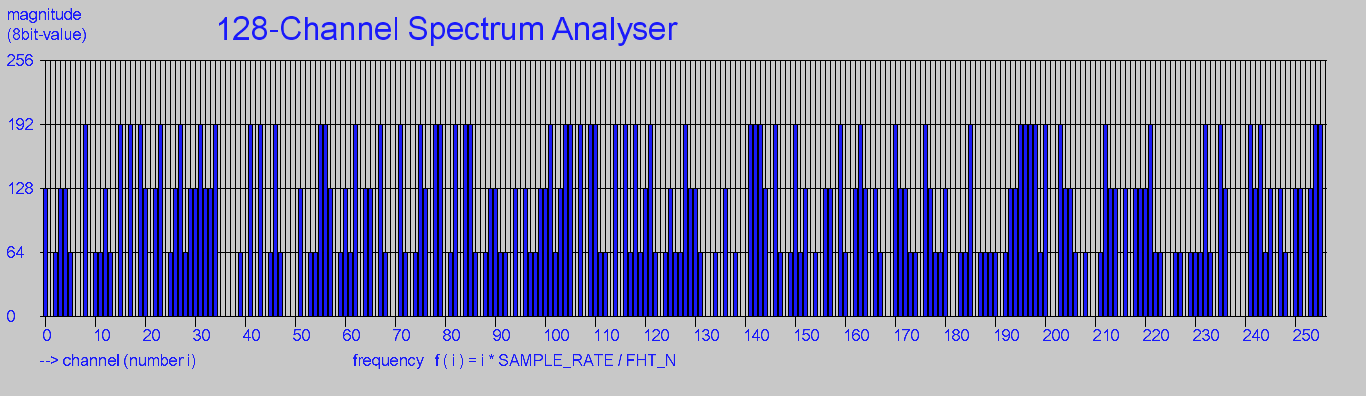 magnitude
(8bit-value)
128-Channel Spectrum Analyser
256
192
128
64
0
0 10 20 30 40 50 60 70 80 90 100 110 120 130 140 150 160 170 180 190 200 210 220 230 240 250
--> channel (number i)
frequency f ( i ) = i * SAMPLE_RATE / FHT_N